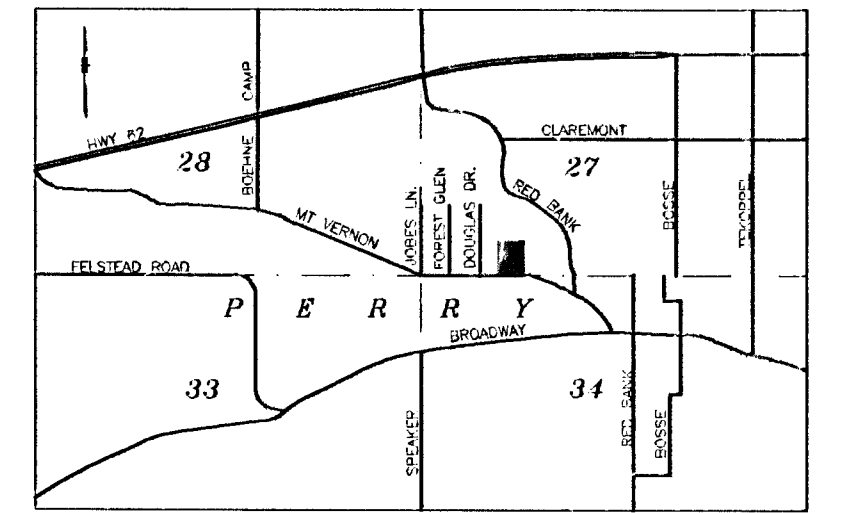 HWY 62
BOEHNE CAMP
CLAREMONT
28
27
RED BANK
JOBES LN.
FOREST GLEN
DOUGLAS DR.
BOSSE
MT VERNON
FELSTEAD ROAD
P E R R Y
BROADWAY
33
34
SPEAKER
RED BANK
BOSSE